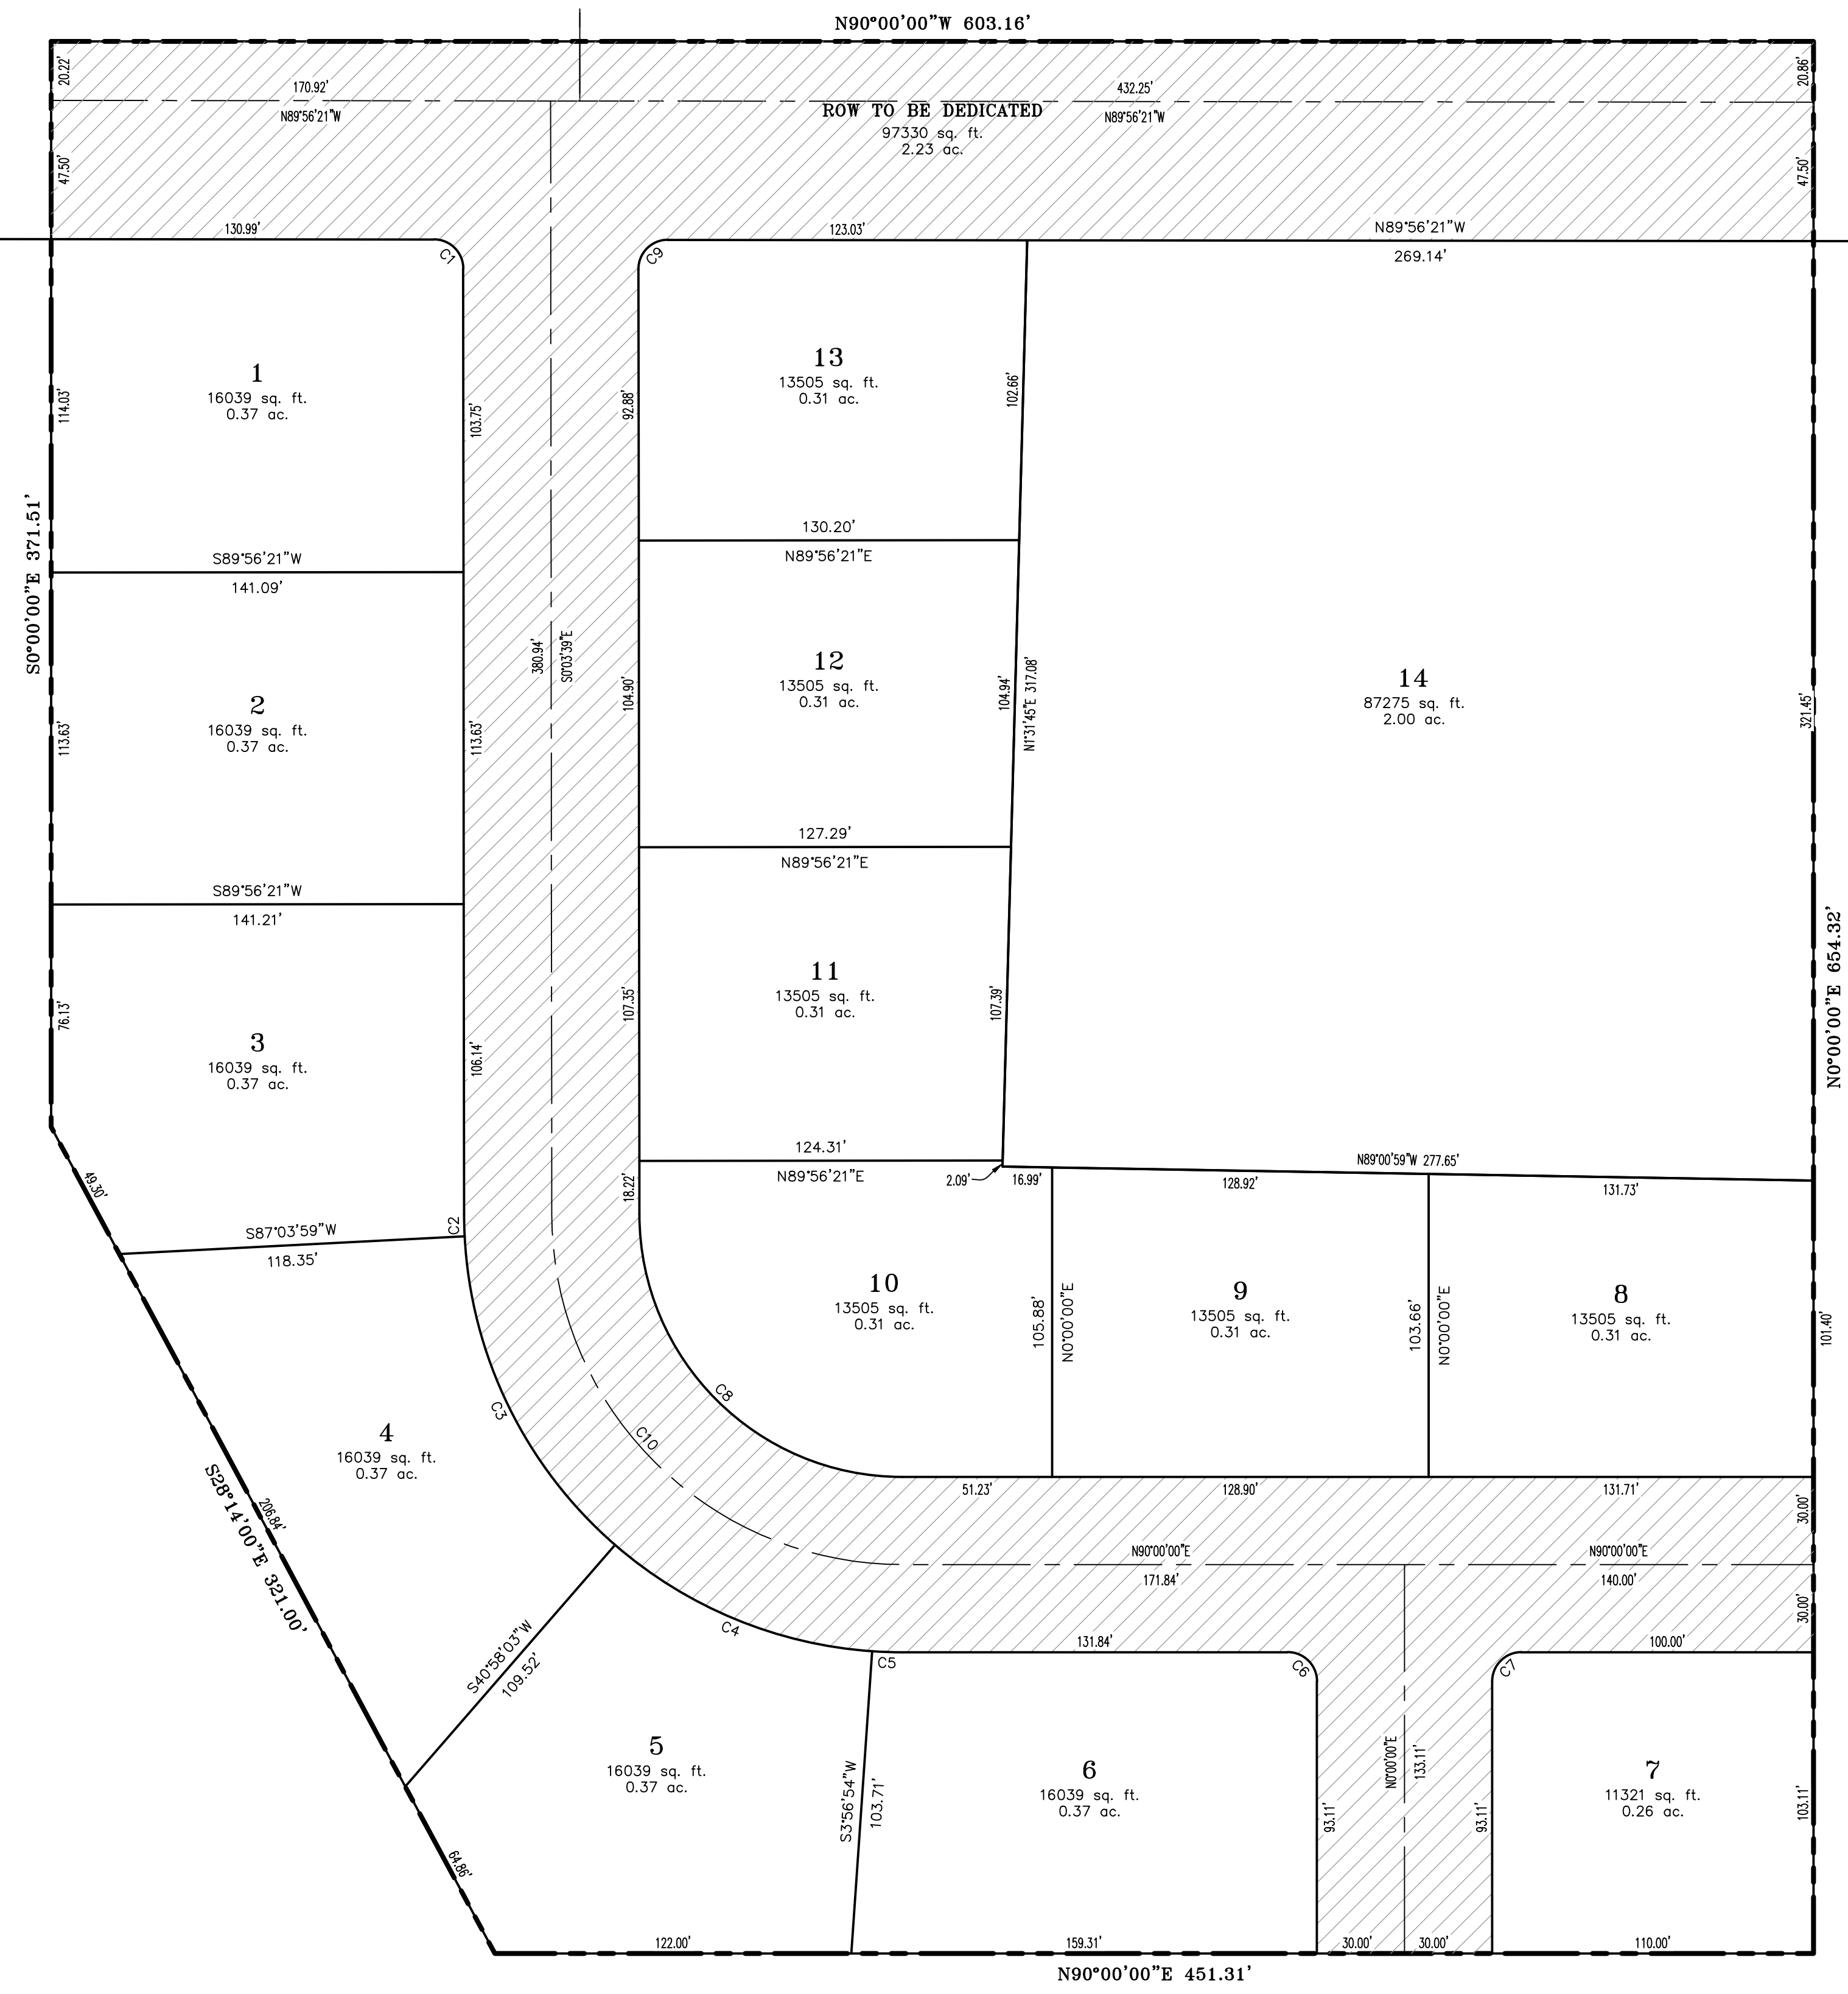 N90°00'00"W 603.16'
20.22'
170.92'
N89°56'21"W
ROW TO BE DEDICATED
97330 sq. ft.
2.23 ac.
432.25'
N89°56'21"W
20.86'
47.50'
47.50'
130.99'
C1
C9
123.03'
N89°56'21"W
269.14'
1
16039 sq. ft.
0.37 ac.
114.03'
103.75'
92.88'
13
13505 sq. ft.
0.31 ac.
102.66'
S0°00'00"E 371.51'
S89°56'21"W
141.09'
130.20'
N89°56'21"E
2
16039 sq. ft.
0.37 ac.
113.63'
113.63'
380.94'
S0°03'39"E
104.90'
12
13505 sq. ft.
0.31 ac.
104.94'
N1°31'45"E 317.08'
14
87275 sq. ft.
2.00 ac.
321.45'
127.29'
N89°56'21"E
S89°56'21"W
141.21'
N0°00'00"E 654.32'
3
16039 sq. ft.
0.37 ac.
76.13'
106.14'
107.35'
11
13505 sq. ft.
0.31 ac.
107.39'
124.31'
N89°56'21"E
2.09'
16.99'
18.22'
N89°00'59"W 277.65'
128.92'
131.73'
49.30'
S87°03'59"W
118.35'
C2
10
13505 sq. ft.
0.31 ac.
105.88'
N0°00'00"E
9
13505 sq. ft.
0.31 ac.
103.66'
N0°00'00"E
8
13505 sq. ft.
0.31 ac.
101.40'
C8
C3
C10
4
16039 sq. ft.
0.37 ac.
51.23'
128.90'
131.71'
30.00'
206.84'
S28°14'00"E 321.00'
N90°00'00"E
171.84'
N90°00'00"E
140.00'
30.00'
C4
131.84'
C5
C6
C7
100.00'
S40°58'03"W
109.52'
5
16039 sq. ft.
0.37 ac.
S3°56'54"W
103.71'
6
16039 sq. ft.
0.37 ac.
93.11'
N0°00'00"E
133.11'
93.11'
7
11321 sq. ft.
0.26 ac.
103.11'
64.86'
122.00'
159.31'
30.00'
30.00'
110.00'
N90°00'00"E 451.31'